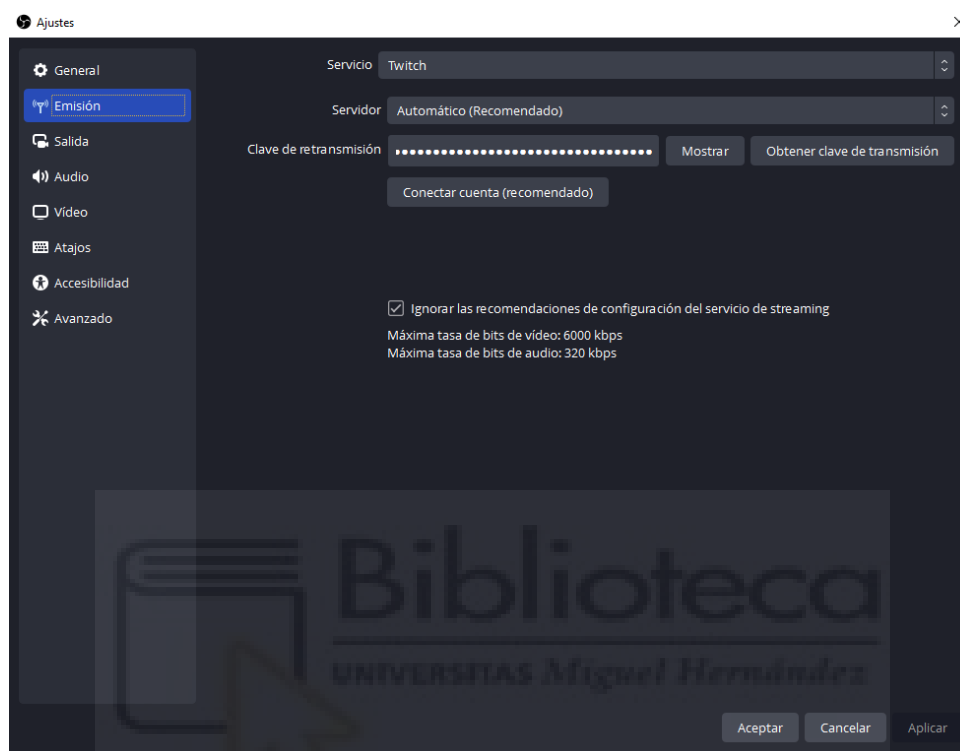 Ajustes
General
Emisión
Salida
Audio
Vídeo
Atajos
Accesibilidad
Avanzado
Servicio Twitch
Servidor Automático (Recomendado)
Clave de retransmisión ●●●●●●●●●●●●●●●●●●●●●●●●●●●●●●●●●● Mostrar Obtener clave de transmisión
Conectar cuenta (recomendado)
Ignorar las recomendaciones de configuración del servicio de streaming
Máxima tasa de bits de vídeo: 6000 kbps
Máxima tasa de bits de audio: 320 kbps
Biblioteca
UNIVERSITAS Miguel Hernández
Aceptar Cancelar Aplicar